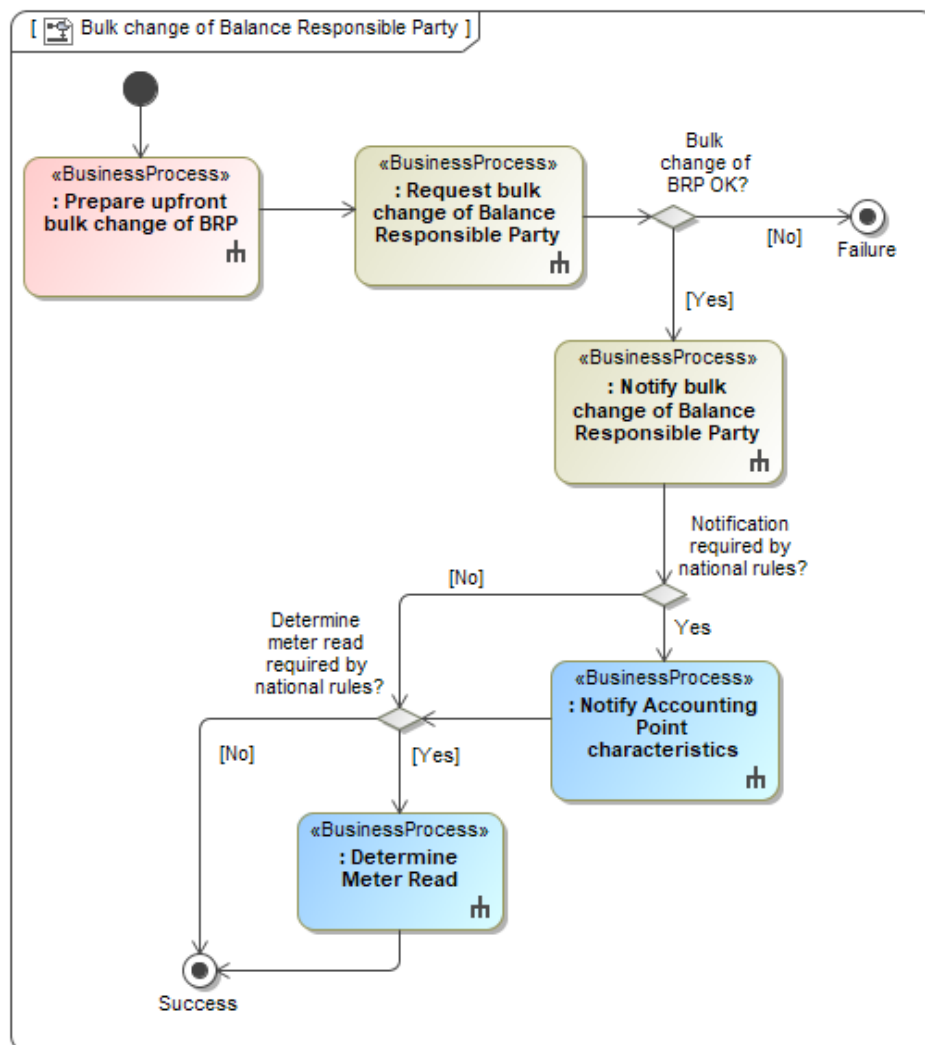 [ Bulk change of Balance Responsible Party ]
«BusinessProcess»
: Prepare upfront
bulk change of BRP
«BusinessProcess»
: Request bulk
change of Balance
Responsible Party
Bulk
change of
BRP OK?
[No]
Failure
[Yes]
«BusinessProcess»
: Notify bulk
change of Balance
Responsible Party
Notification
required by
national rules?
[No]
Yes
Determine
meter read
required by
national rules?
«BusinessProcess»
: Notify Accounting
Point
characteristics
[No]
[Yes]
«BusinessProcess»
: Determine
Meter Read
Success